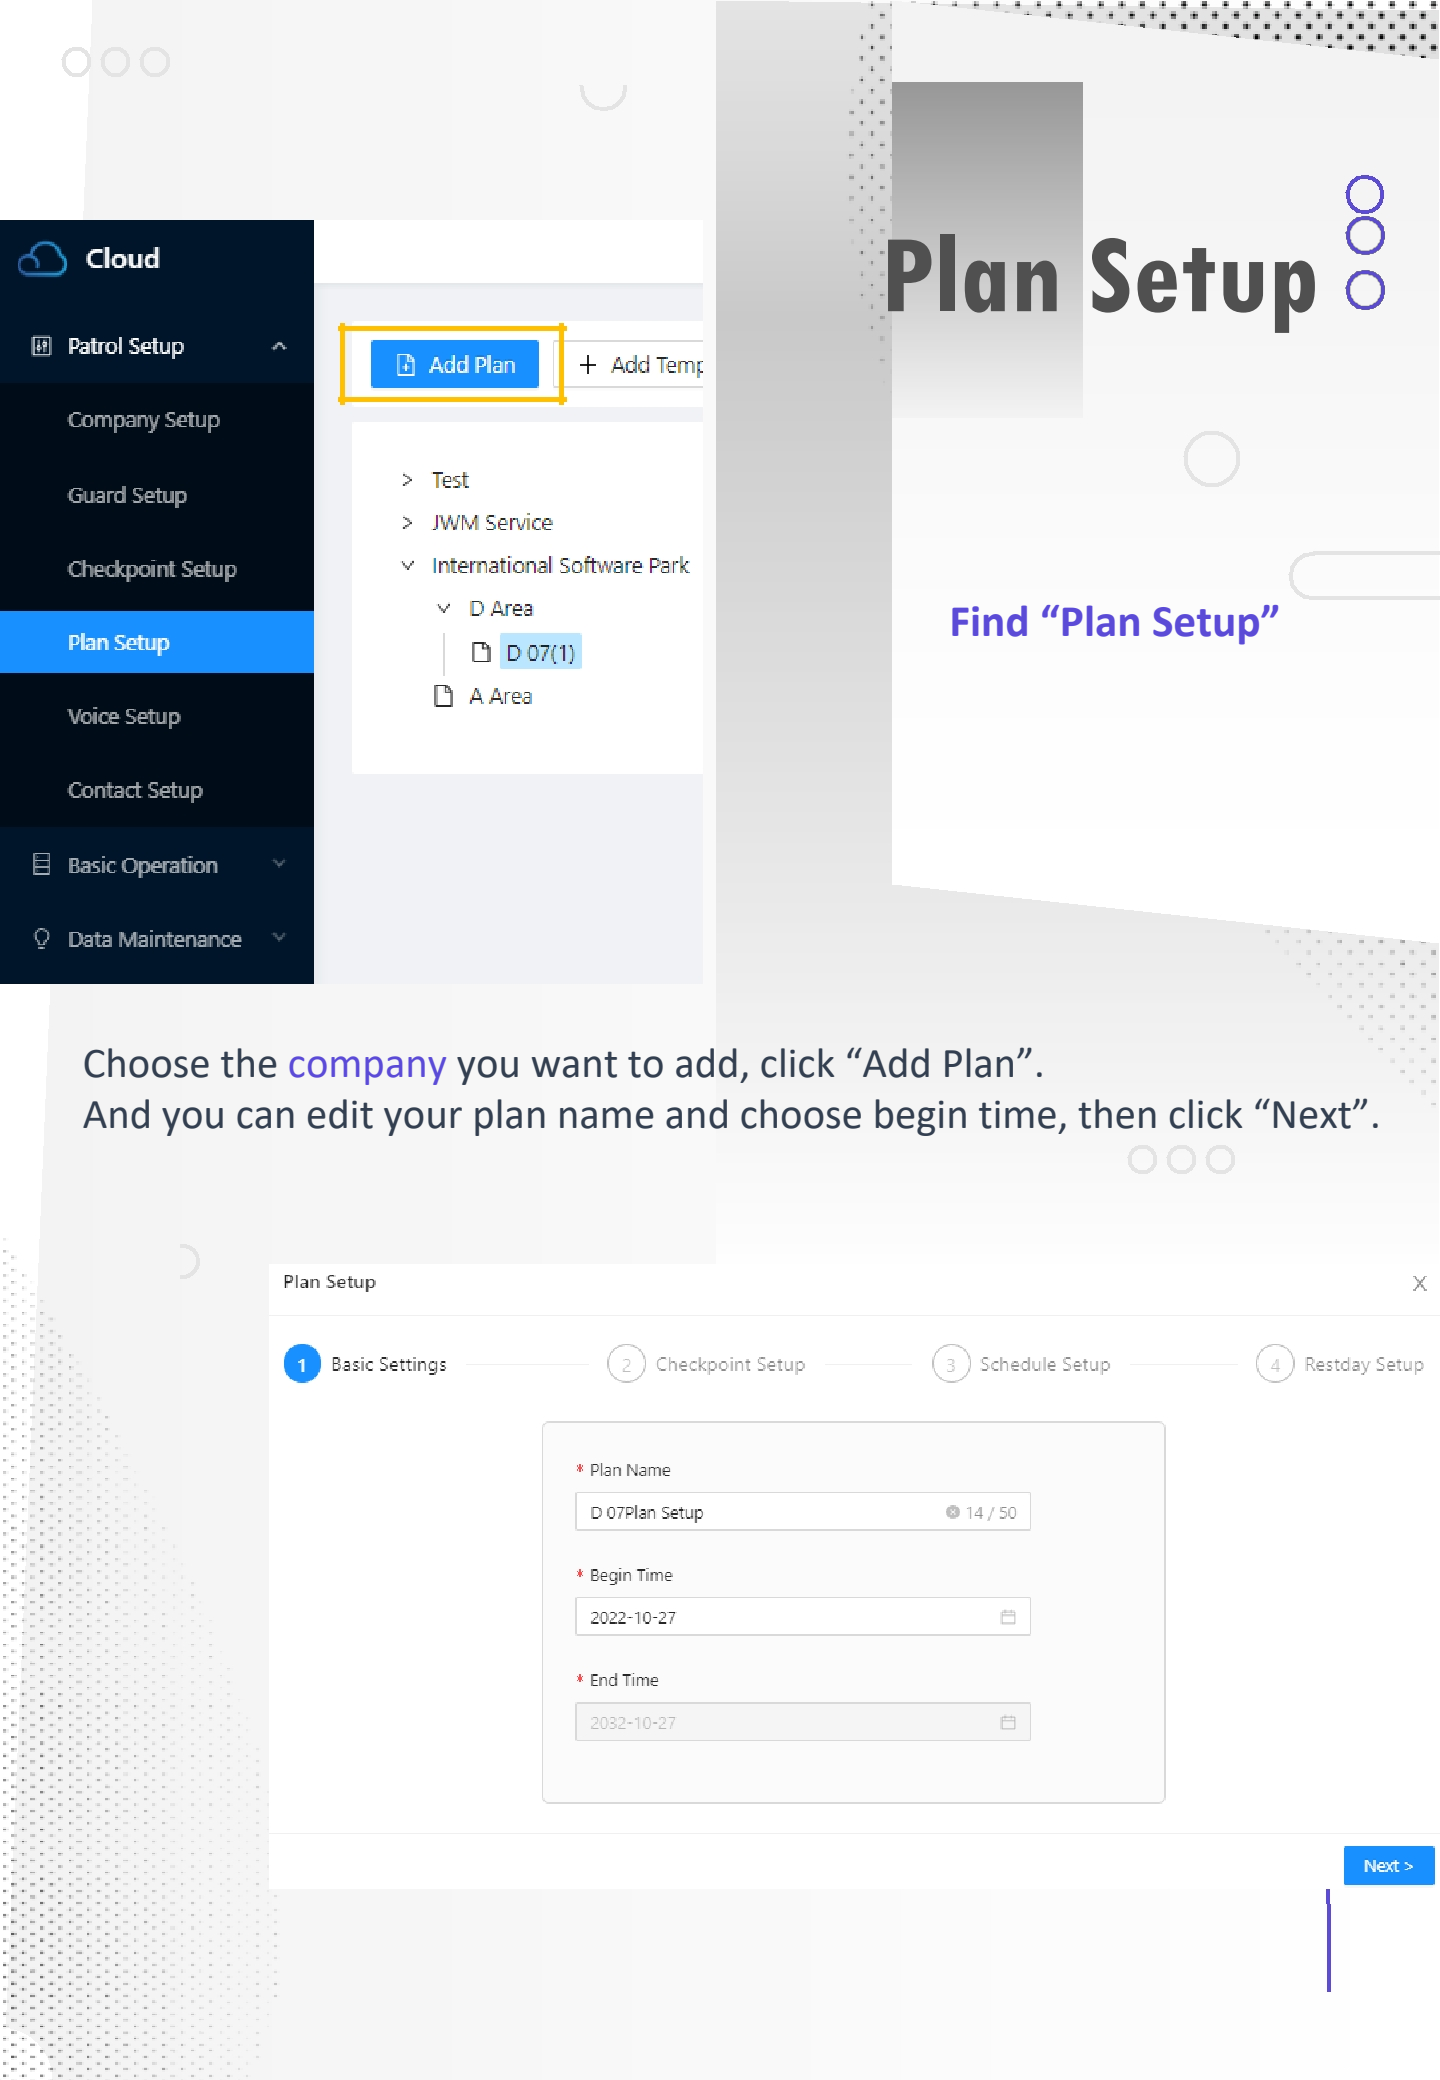 Plan Setup
Find “Plan Setup”
Cloud
Patrol Setup
Company Setup
Guard Setup
Checkpoint Setup
Plan Setup
Voice Setup
Contact Setup
Basic Operation
Data Maintenance
Add Plan
+ Add Temp
> Test
> JWM Service
International Software Park
D Area
D 07(1)
A Area
Choose the company you want to add, click “Add Plan”.
And you can edit your plan name and choose begin time, then click “Next”.
Plan Setup
1 Basic Settings
2 Checkpoint Setup
3 Schedule Setup
4 Restday Setup
* Plan Name
D 07Plan Setup 14 / 50
* Begin Time
2022-10-27
* End Time
2032-10-27
Next >